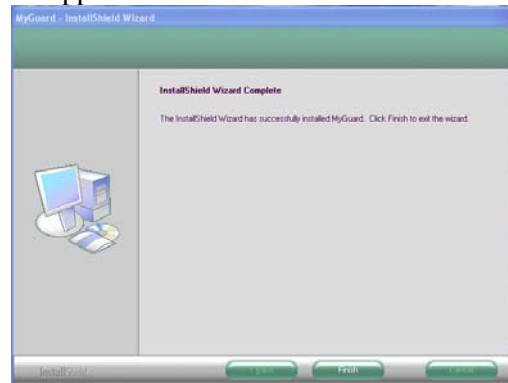 MyGuard - InstallShield Wizard
InstallShield Wizard Complete
The InstallShield Wizard has successfully installed MyGuard. Click Finish to exit the wizard.
InstallShield
Finish
Cancel